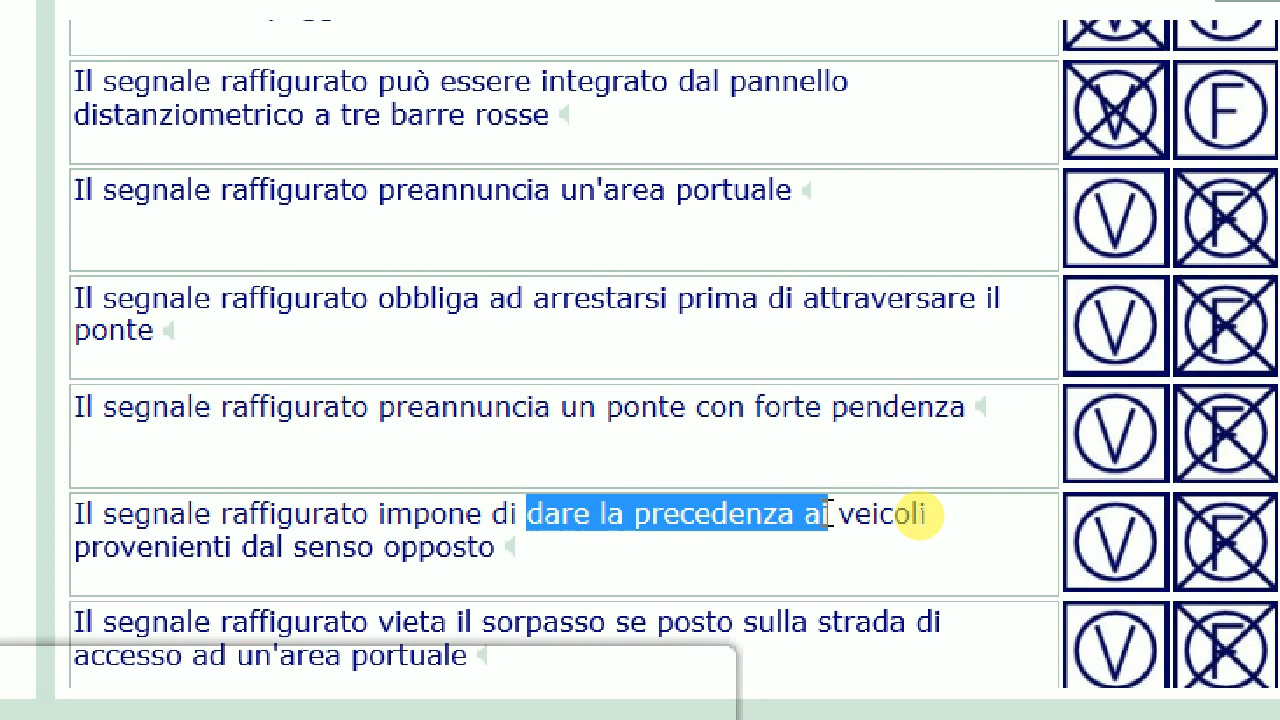 Il segnale raffigurato può essere integrato dal pannello
distanziometrico a tre barre rosse
V F
Il segnale raffigurato preannuncia un'area portuale
V F
Il segnale raffigurato obbliga ad arrestarsi prima di attraversare il
ponte
V F
Il segnale raffigurato preannuncia un ponte con forte pendenza
V F
Il segnale raffigurato impone di dare la precedenza ai veicoli
provenienti dal senso opposto
V F
Il segnale raffigurato vieta il sorpasso se posto sulla strada di
accesso ad un'area portuale
V F